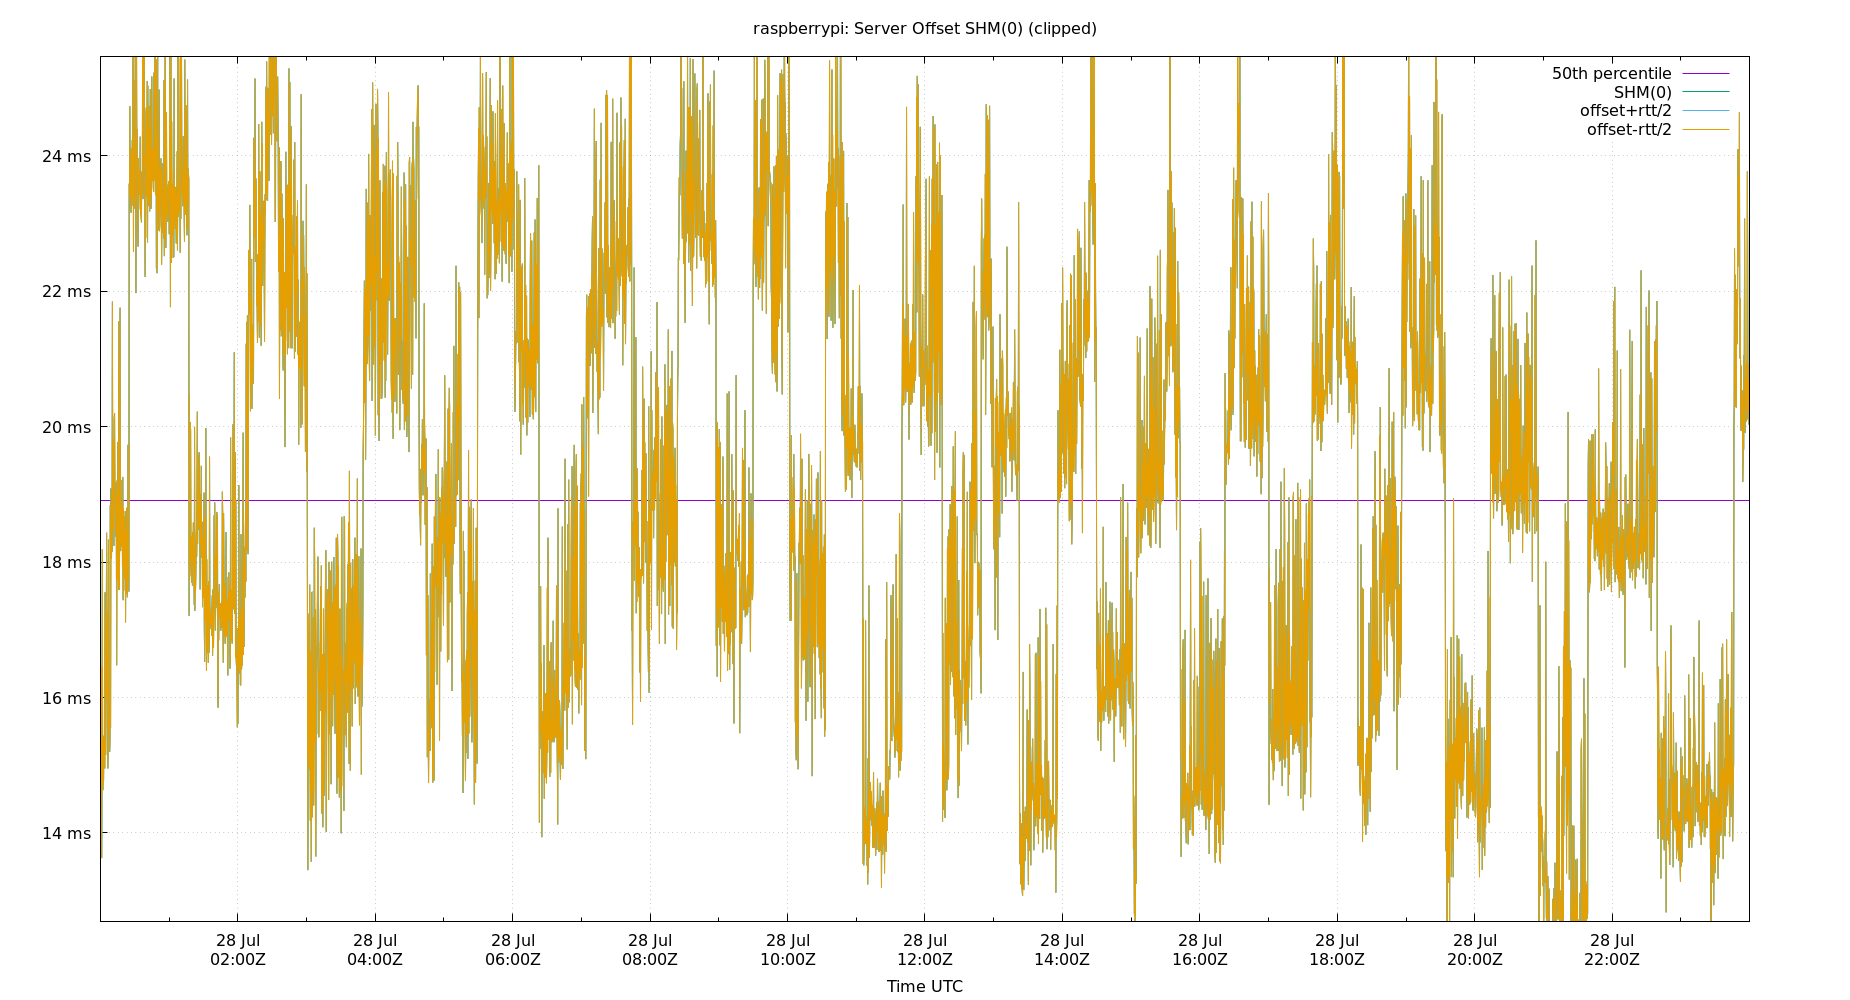 raspberrypi: Server Offset SHM(0) (clipped)
50th percentile
SHM(0)
offset+rtt/2
offset-rtt/2
24 ms
22 ms
20 ms
18 ms
16 ms
14 ms
28 Jul 28 Jul 28 Jul 28 Jul 28 Jul 28 Jul 28 Jul 28 Jul 28 Jul 28 Jul 28 Jul
02:00Z 04:00Z 06:00Z 08:00Z 10:00Z 12:00Z 14:00Z 16:00Z 18:00Z 20:00Z 22:00Z
Time UTC